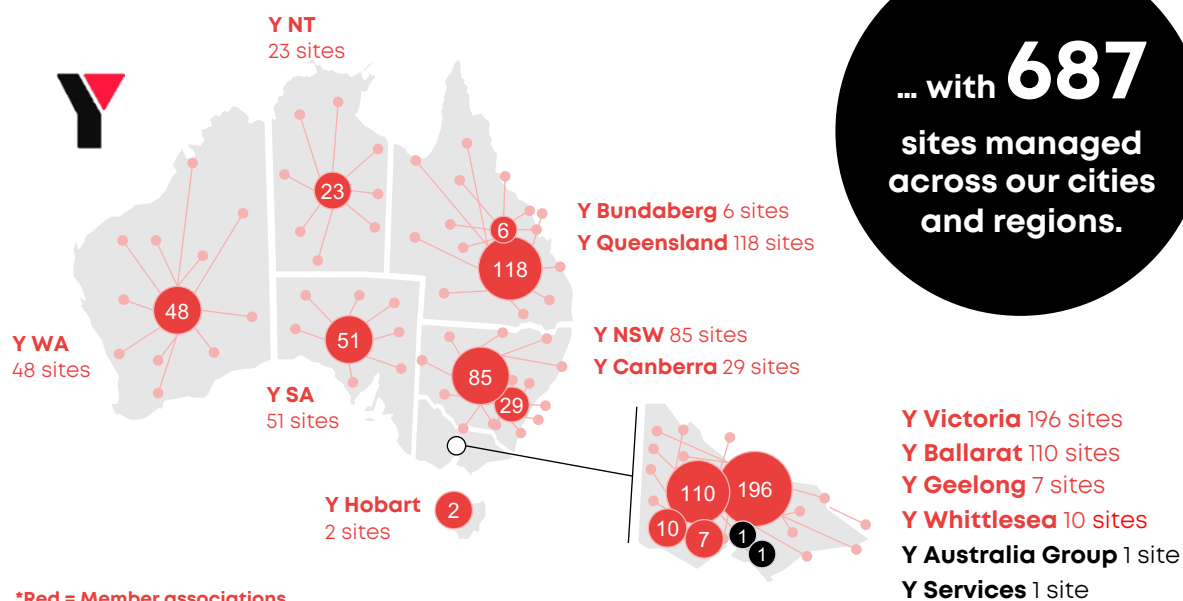 Y NT
23 sites
Y
... with 687
sites managed
across our cities
and regions.
23
6
118
Y Bundaberg 6 sites
Y Queensland 118 sites
48
51
85
29
Y WA
48 sites
Y NSW 85 sites
Y Canberra 29 sites
Y SA
51 sites
Y Hobart
2 sites
2
110
196
10
7
1
1
Y Victoria 196 sites
Y Ballarat 110 sites
Y Geelong 7 sites
Y Whittlesea 10 sites
Y Australia Group 1 site
Y Services 1 site
*Red = Member associations